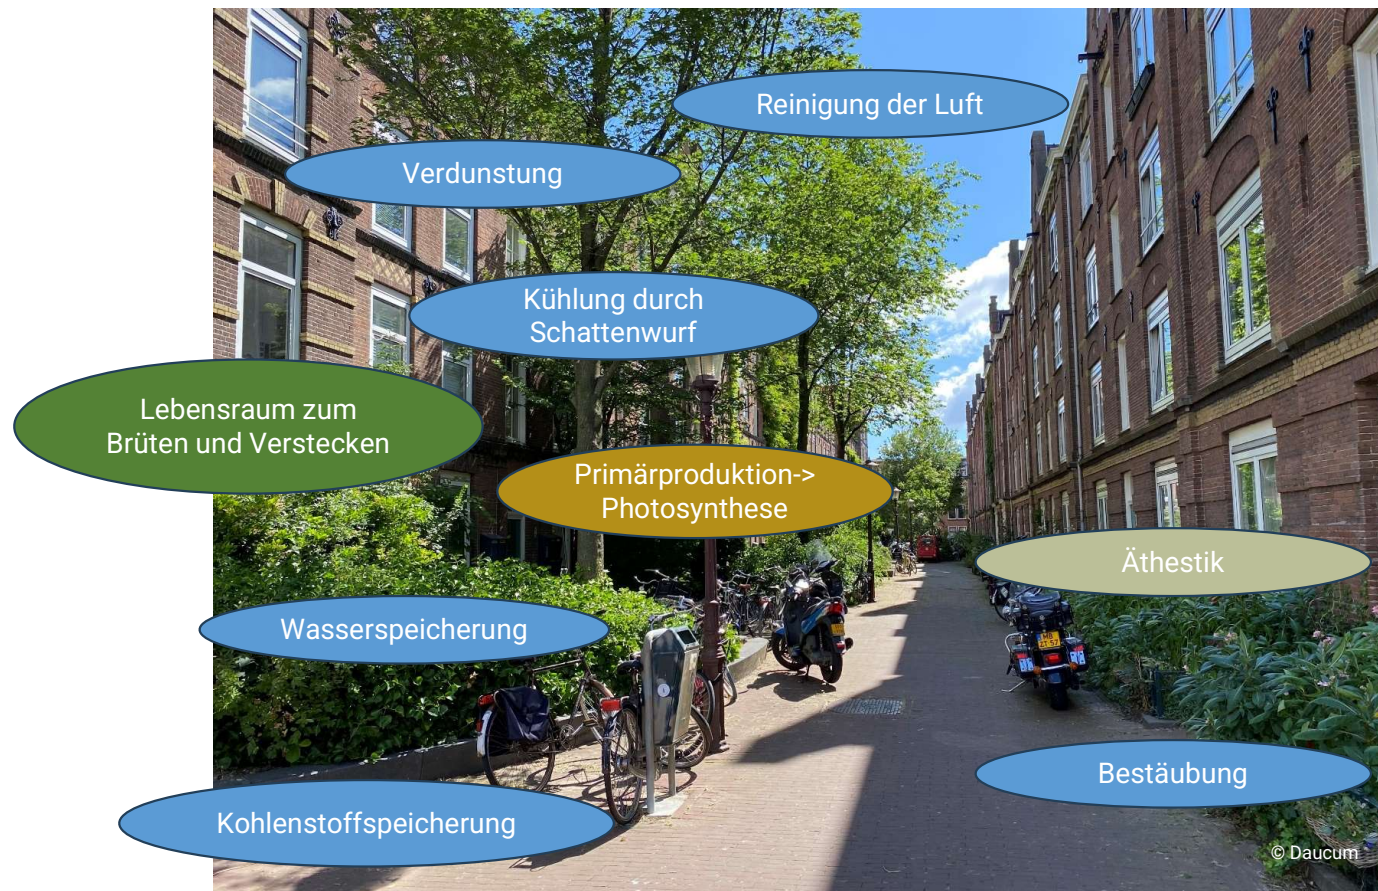 Reinigung der Luft
Verdunstung
Kühlung durch
Schattenwurf
Lebensraum zum
Brüten und Verstecken
Primärproduktion->
Photosynthese
Äthestik
Wasserspeicherung
Bestäubung
Kohlenstoffspeicherung
© Daucum